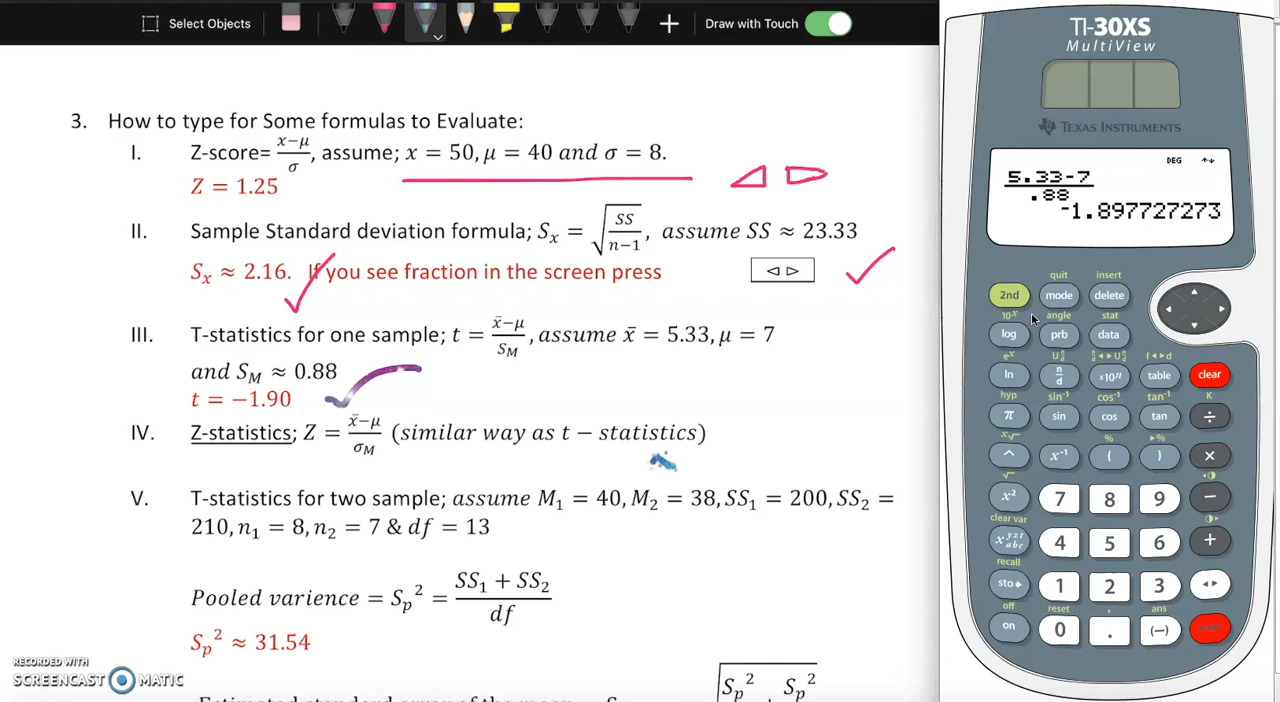 Select Objects
Draw with Touch
3. How to type for Some formulas to Evaluate:
I. Z-score= (x−μ)/σ, assume; x = 50, μ = 40 and σ = 8.
Z = 1.25
II. Sample Standard deviation formula; Sₓ = √(SS/(n−1)), assume SS ≈ 23.33
Sₓ ≈ 2.16. If you see fraction in the screen press ◁ ▷
III. T-statistics for one sample; t = (x̄−μ)/S_M, assume x̄ = 5.33, μ = 7
and S_M ≈ 0.88
t = −1.90
IV. Z-statistics; Z = (x̄−μ)/σ_M (similar way as t − statistics)
V. T-statistics for two sample; assume M₁ = 40, M₂ = 38, SS₁ = 200, SS₂ =
210, n₁ = 8, n₂ = 7 & df = 13
Pooled varience = Sₚ² = (SS₁ + SS₂)/df
Sₚ² ≈ 31.54
Sₚ² Sₚ²
RECORDED WITH
SCREENCAST MATIC
TI-30XS
MultiView
TEXAS INSTRUMENTS
DEG
5.33-7
.88
-1.897727273
quit insert
2nd mode delete
10ˣ angle stat
log prb data
eˣ f◂▸d
ln n/d ×10ⁿ table clear
hyp sin⁻¹ cos⁻¹ tan⁻¹ K
π sin cos tan ÷
ˣ√ % ▸%
^ x⁻¹ ( ) ×
√
x² 7 8 9 −
clear var
x yzt abc 4 5 6 +
recall
sto▸ 1 2 3 ◂▸
off reset , ans
on 0 . (−)